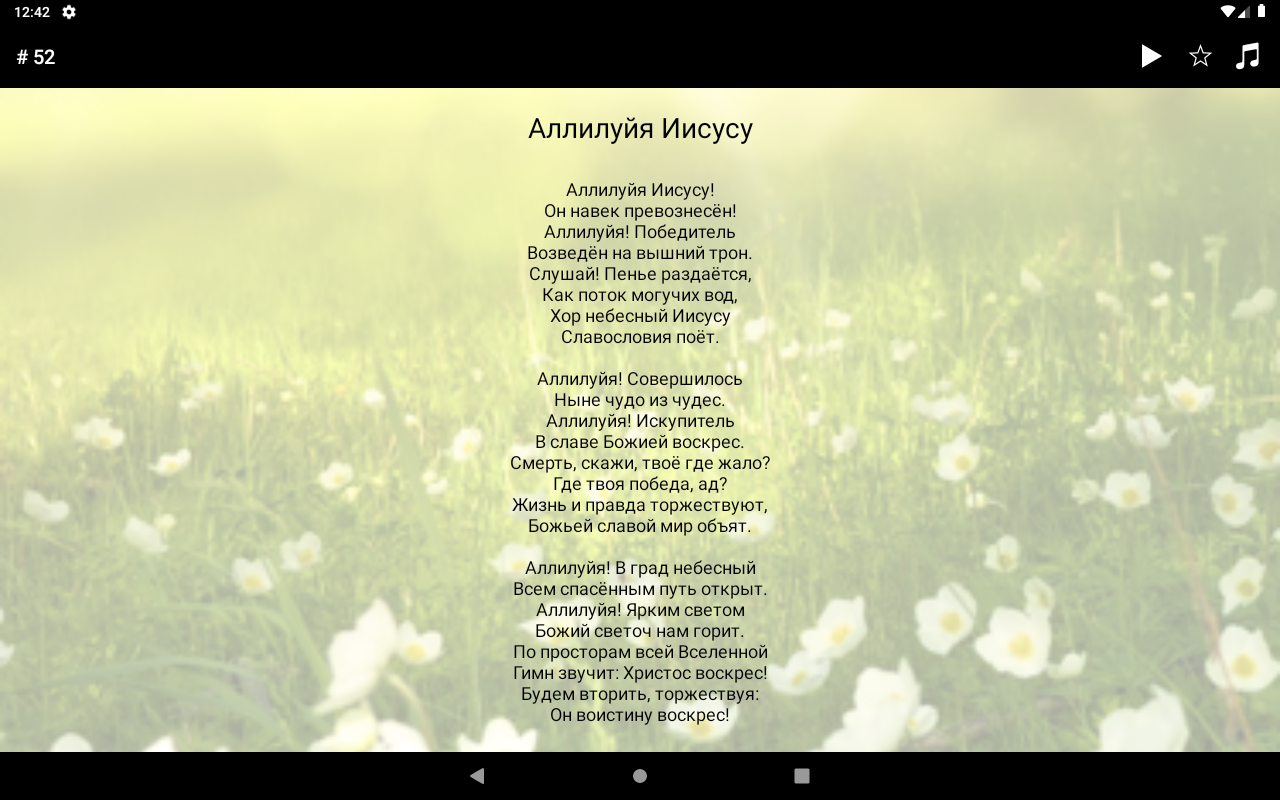 12:42
# 52
Аллилуйя Иисусу
Аллилуйя Иисусу!
Он навек превознесён!
Аллилуйя! Победитель
Возведён на вышний трон.
Слушай! Пенье раздаётся,
Как поток могучих вод,
Хор небесный Иисусу
Славословия поёт.
Аллилуйя! Совершилось
Ныне чудо из чудес.
Аллилуйя! Искупитель
В славе Божией воскрес.
Смерть, скажи, твоё где жало?
Где твоя победа, ад?
Жизнь и правда торжествуют,
Божьей славой мир объят.
Аллилуйя! В град небесный
Всем спасённым путь открыт.
Аллилуйя! Ярким светом
Божий светоч нам горит.
По просторам всей Вселенной
Гимн звучит: Христос воскрес!
Будем вторить, торжествуя:
Он воистину воскрес!